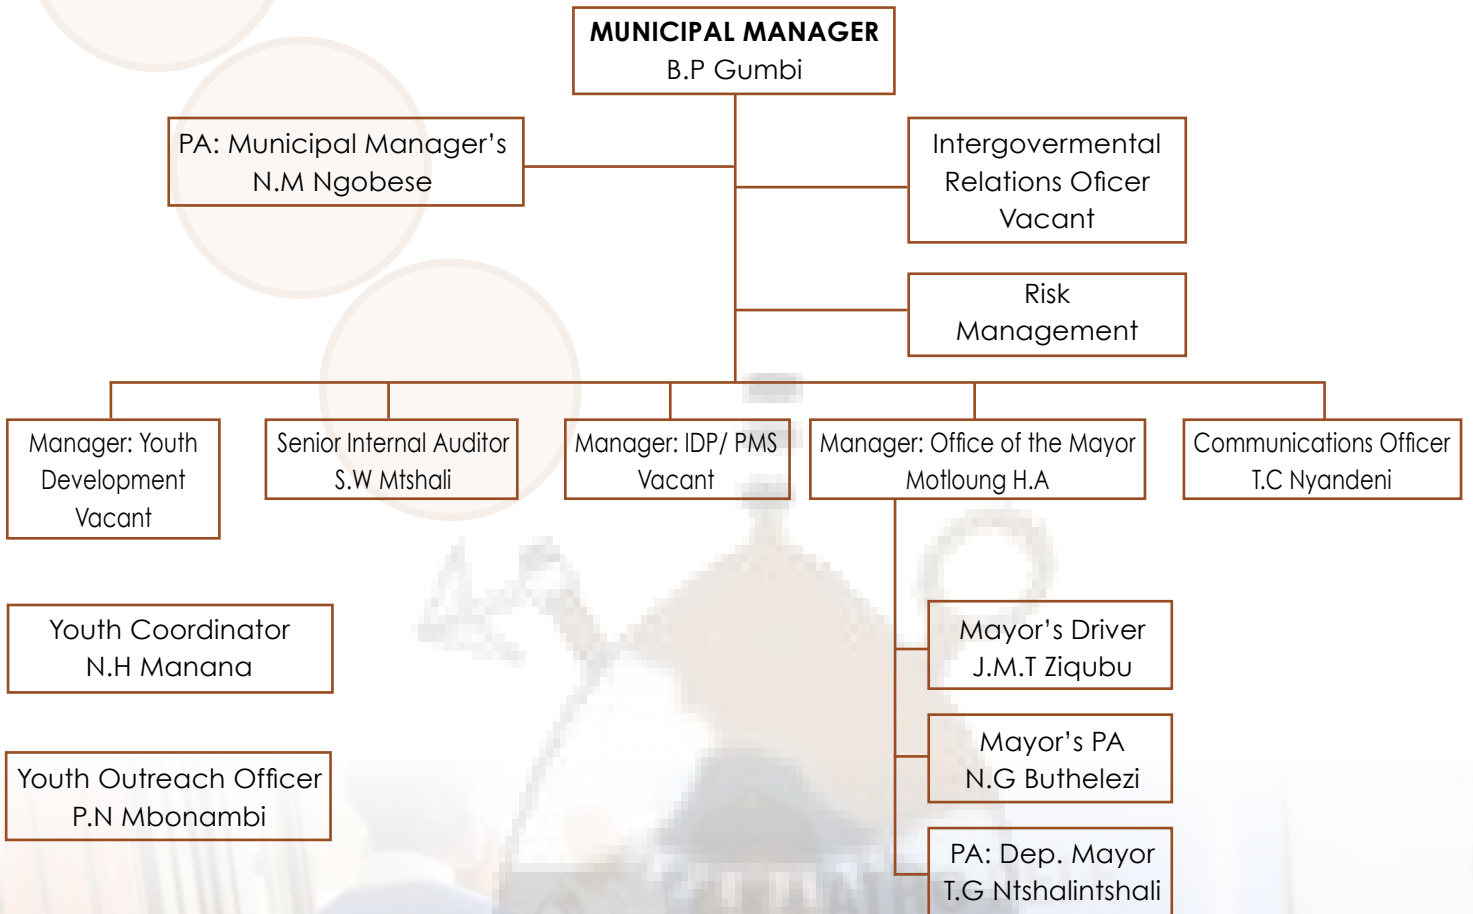 MUNICIPAL MANAGER
B.P Gumbi
PA: Municipal Manager’s
N.M Ngobese
Intergovermental
Relations Oficer
Vacant
Risk
Management
Manager: Youth
Development
Vacant
Senior Internal Auditor
S.W Mtshali
Manager: IDP/ PMS
Vacant
Manager: Office of the Mayor
Motloung H.A
Communications Officer
T.C Nyandeni
Youth Coordinator
N.H Manana
Youth Outreach Officer
P.N Mbonambi
Mayor’s Driver
J.M.T Ziqubu
Mayor’s PA
N.G Buthelezi
PA: Dep. Mayor
T.G Ntshalintshali